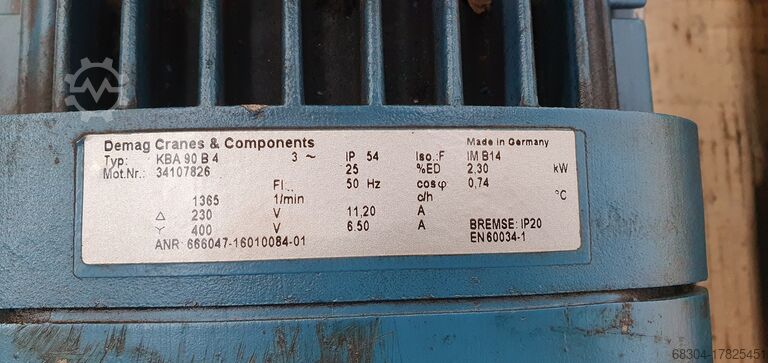 Demag Cranes & Components Made in Germany
Typ: KBA 90 B 4 3 ~ IP 54 Iso.: F IM B14
Mot.Nr.: 34107826 25 %ED 2,30 kW
FI.. 50 Hz cosφ 0,74
1365 1/min c/h °C
△ 230 V 11,20 A
Y 400 V 6,50 A BREMSE: IP20
ANR: 666047-16010084-01 EN 60034-1
68304-17825451